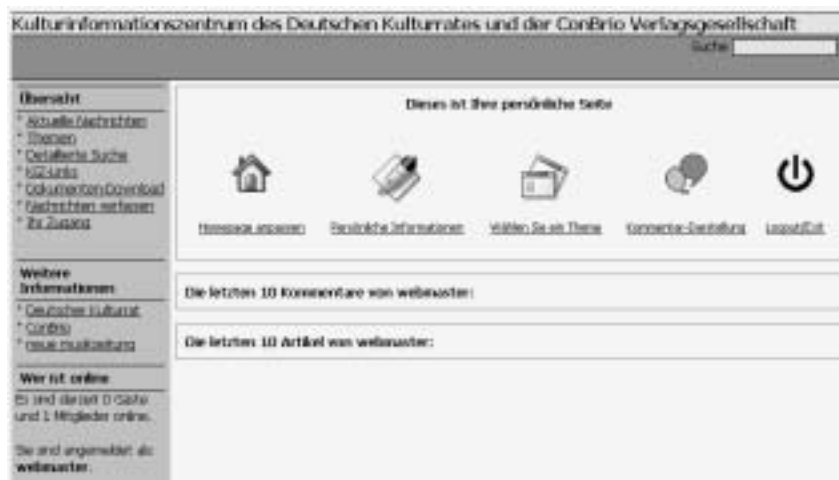 Kulturinformationszentrum des Deutschen Kulturrates und der ConBrio Verlagsgesellschaft
Suche
Übersicht
* Aktuelle Nachrichten
* Themen
* Detailierte Suche
* KIZ-Links
* Dokumenten-Download
* Nachrichten verfassen
* Ihr Zugang
Weitere
Informationen
* Deutscher Kulturrat
* ConBrio
* neue musikzeitung
Wer ist online
Es sind derzeit 0 Gäste
und 1 Mitglieder online.
Sie sind angemeldet als
webmaster.
Dieses ist Ihre persönliche Seite
Homepage anpassen
Persönliche Informationen
Wählen Sie ein Thema
Kommentar-Darstellung
Logout/Exit
Die letzten 10 Kommentare von webmaster:
Die letzten 10 Artikel von webmaster: